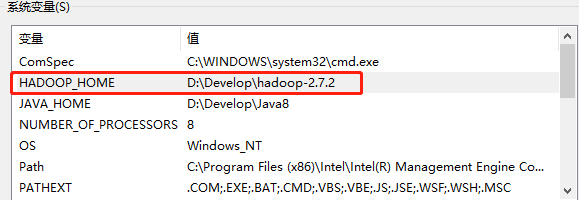 系统变量(S)
变量 值
ComSpec C:\WINDOWS\system32\cmd.exe
HADOOP_HOME D:\Develop\hadoop-2.7.2
JAVA_HOME D:\Develop\Java8
NUMBER_OF_PROCESSORS 8
OS Windows_NT
Path C:\Program Files (x86)\Intel\Intel(R) Management Engine Co...
PATHEXT .COM;.EXE;.BAT;.CMD;.VBS;.VBE;.JS;.JSE;.WSF;.WSH;.MSC